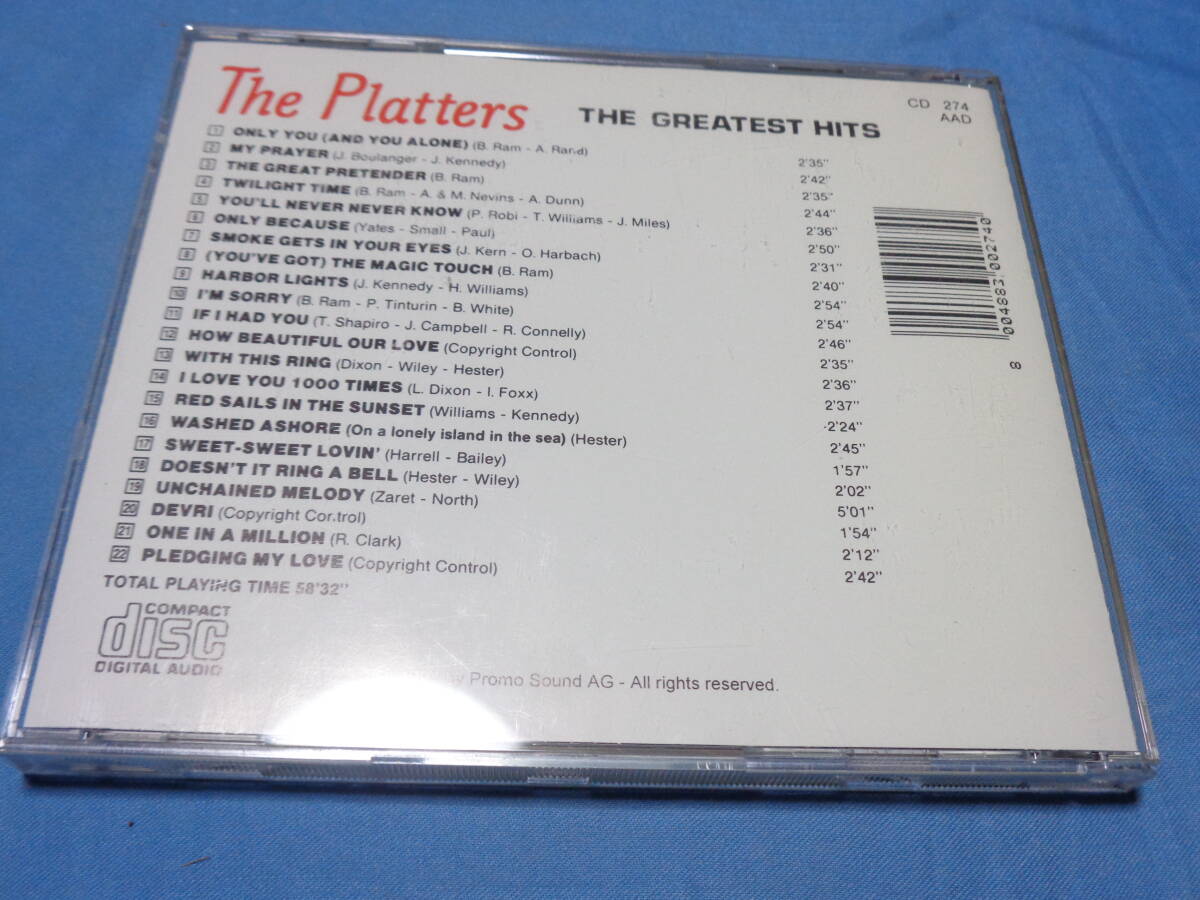 The Platters THE GREATEST HITS CD 274
AAD
1 ONLY YOU (AND YOU ALONE) (B. Ram - A. Rand) 2'35"
2 MY PRAYER (J. Boulanger - J. Kennedy) 2'42"
3 THE GREAT PRETENDER (B. Ram) 2'35"
4 TWILIGHT TIME (B. Ram - A. & M. Nevins - A. Dunn) 2'44"
5 YOU'LL NEVER NEVER KNOW (P. Robi - T. Williams - J. Miles) 2'36"
6 ONLY BECAUSE (Yates - Small - Paul) 2'50"
7 SMOKE GETS IN YOUR EYES (J. Kern - O. Harbach) 2'31"
8 (YOU'VE GOT) THE MAGIC TOUCH (B. Ram) 2'40"
9 HARBOR LIGHTS (J. Kennedy - H. Williams) 2'54"
10 I'M SORRY (B. Ram - P. Tinturin - B. White) 2'54"
11 IF I HAD YOU (T. Shapiro - J. Campbell - R. Connelly) 2'46"
12 HOW BEAUTIFUL OUR LOVE (Copyright Control) 2'35"
13 WITH THIS RING (Dixon - Wiley - Hester) 2'36"
14 I LOVE YOU 1000 TIMES (L. Dixon - I. Foxx) 2'37"
15 RED SAILS IN THE SUNSET (Williams - Kennedy) 2'24"
16 WASHED ASHORE (On a lonely island in the sea) (Hester) 2'45"
17 SWEET-SWEET LOVIN' (Harrell - Bailey) 1'57"
18 DOESN'T IT RING A BELL (Hester - Wiley) 2'02"
19 UNCHAINED MELODY (Zaret - North) 5'01"
20 DEVRI (Copyright Control) 1'54"
21 ONE IN A MILLION (R. Clark) 2'12"
22 PLEDGING MY LOVE (Copyright Control) 2'42"
TOTAL PLAYING TIME 58'32"
004883 002740
8
COMPACT
disc
DIGITAL AUDIO
Promo Sound AG - All rights reserved.